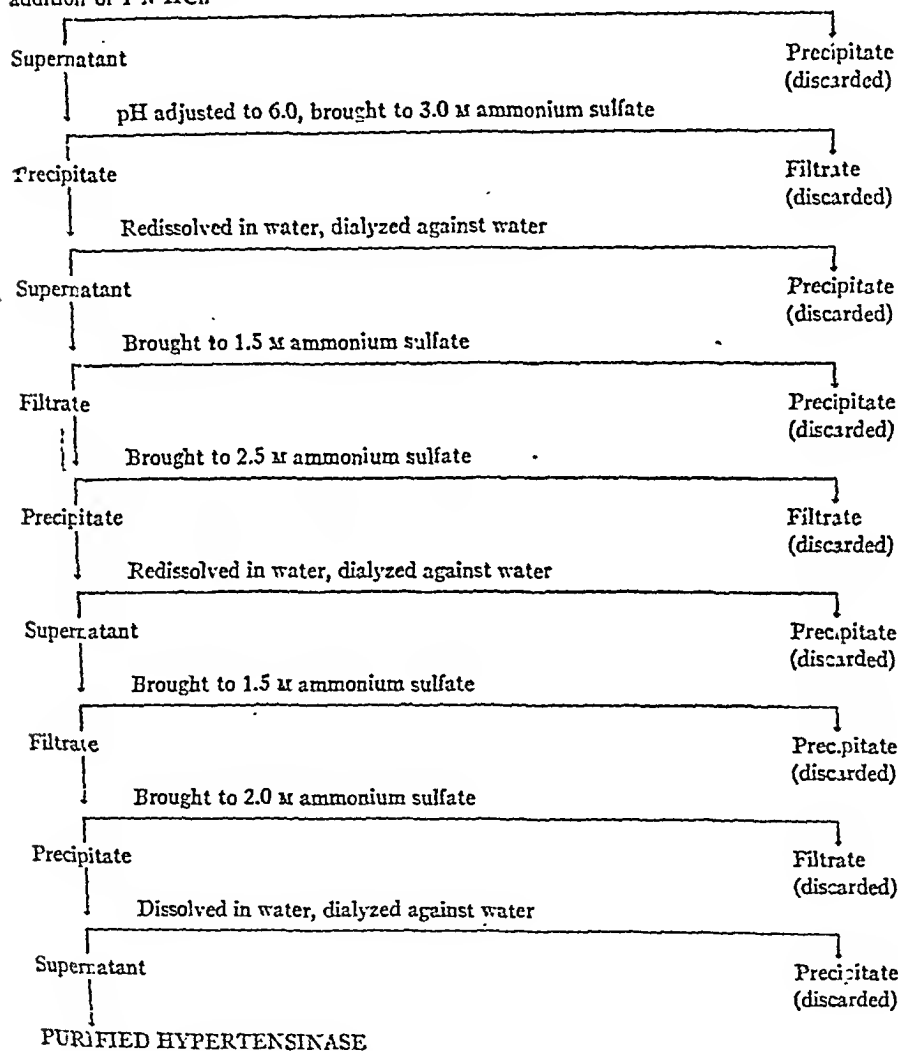 addition of 1 N HCl.
Supernatant
Precipitate
(discarded)
pH adjusted to 6.0, brought to 3.0 M ammonium sulfate
Precipitate
Filtrate
(discarded)
Redissolved in water, dialyzed against water
Supernatant
Precipitate
(discarded)
Brought to 1.5 M ammonium sulfate
Filtrate
Precipitate
(discarded)
Brought to 2.5 M ammonium sulfate
Precipitate
Filtrate
(discarded)
Redissolved in water, dialyzed against water
Supernatant
Precipitate
(discarded)
Brought to 1.5 M ammonium sulfate
Filtrate
Precipitate
(discarded)
Brought to 2.0 M ammonium sulfate
Precipitate
Filtrate
(discarded)
Dissolved in water, dialyzed against water
Supernatant
Precipitate
(discarded)
PURIFIED HYPERTENSINASE